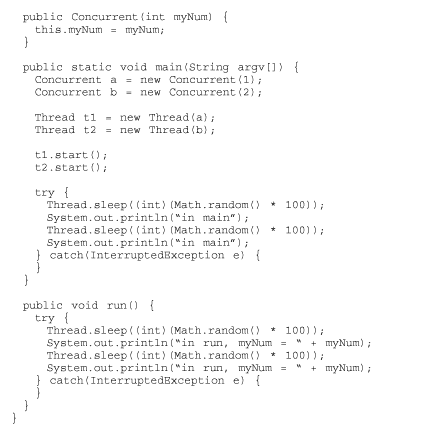 public Concurrent(int myNum) {
this.myNum = myNum;
}
public static void main(String argv[]) {
Concurrent a = new Concurrent(1);
Concurrent b = new Concurrent(2);
Thread t1 = new Thread(a);
Thread t2 = new Thread(b);
t1.start();
t2.start();
try {
Thread.sleep((int)(Math.random() * 100));
System.out.println(“in main”);
Thread.sleep((int)(Math.random() * 100));
System.out.println(“in main”);
} catch(InterruptedException e) {
}
}
public void run() {
try {
Thread.sleep((int)(Math.random() * 100));
System.out.println(“in run, myNum = “ + myNum);
Thread.sleep((int)(Math.random() * 100));
System.out.println(“in run, myNum = “ + myNum);
} catch(InterruptedException e) {
}
}
}